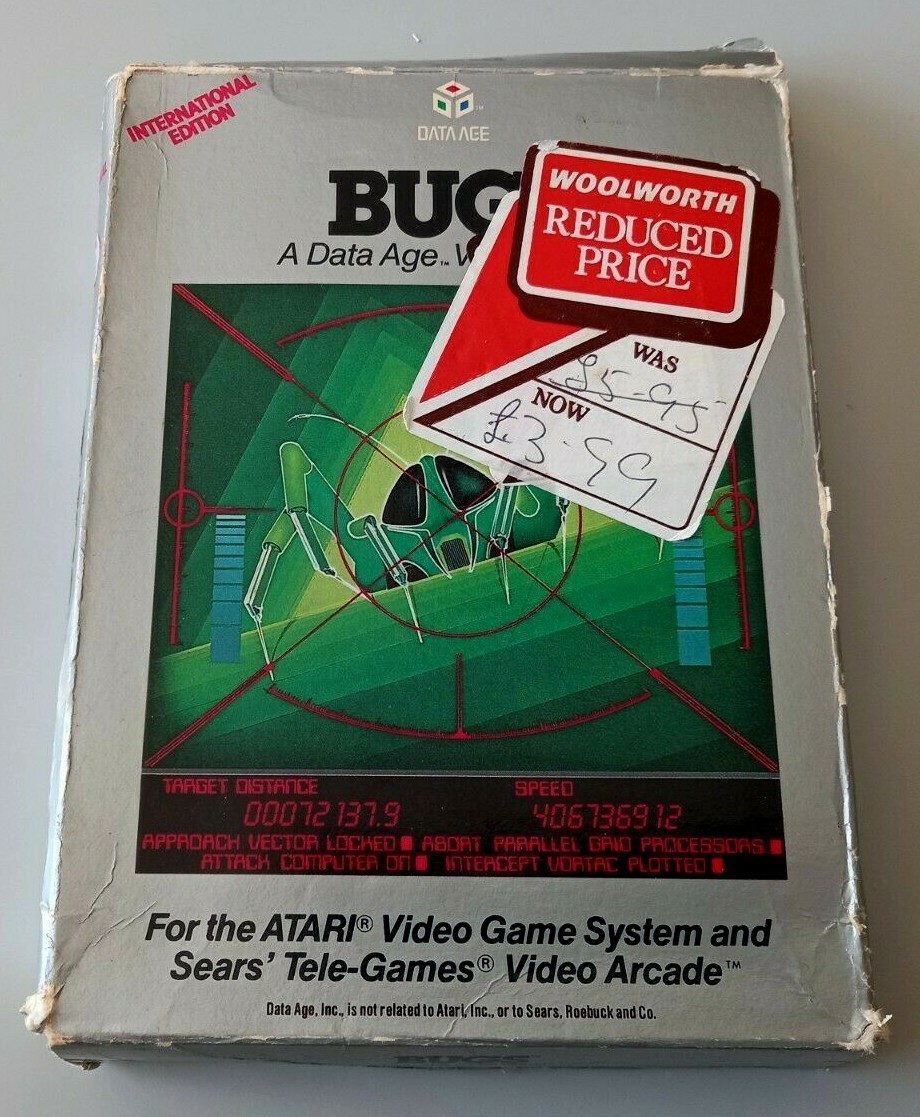 INTERNATIONAL
EDITION
TM
DATA AGE
BUG
A Data Age™
WOOLWORTH
REDUCED
PRICE
WAS
£5-95
NOW
£3-99
TARGET DISTANCE
00072137.9
SPEED
406736912
APPROACH VECTOR LOCKED ■ ABORT PARALLEL GRID PROCESSORS ■
ATTACK COMPUTER ON ■ INTERCEPT VORTAC PLOTTED ■
For the ATARI® Video Game System and
Sears' Tele-Games® Video Arcade™
Data Age, Inc., is not related to Atari, Inc., or to Sears, Roebuck and Co.
BUGS